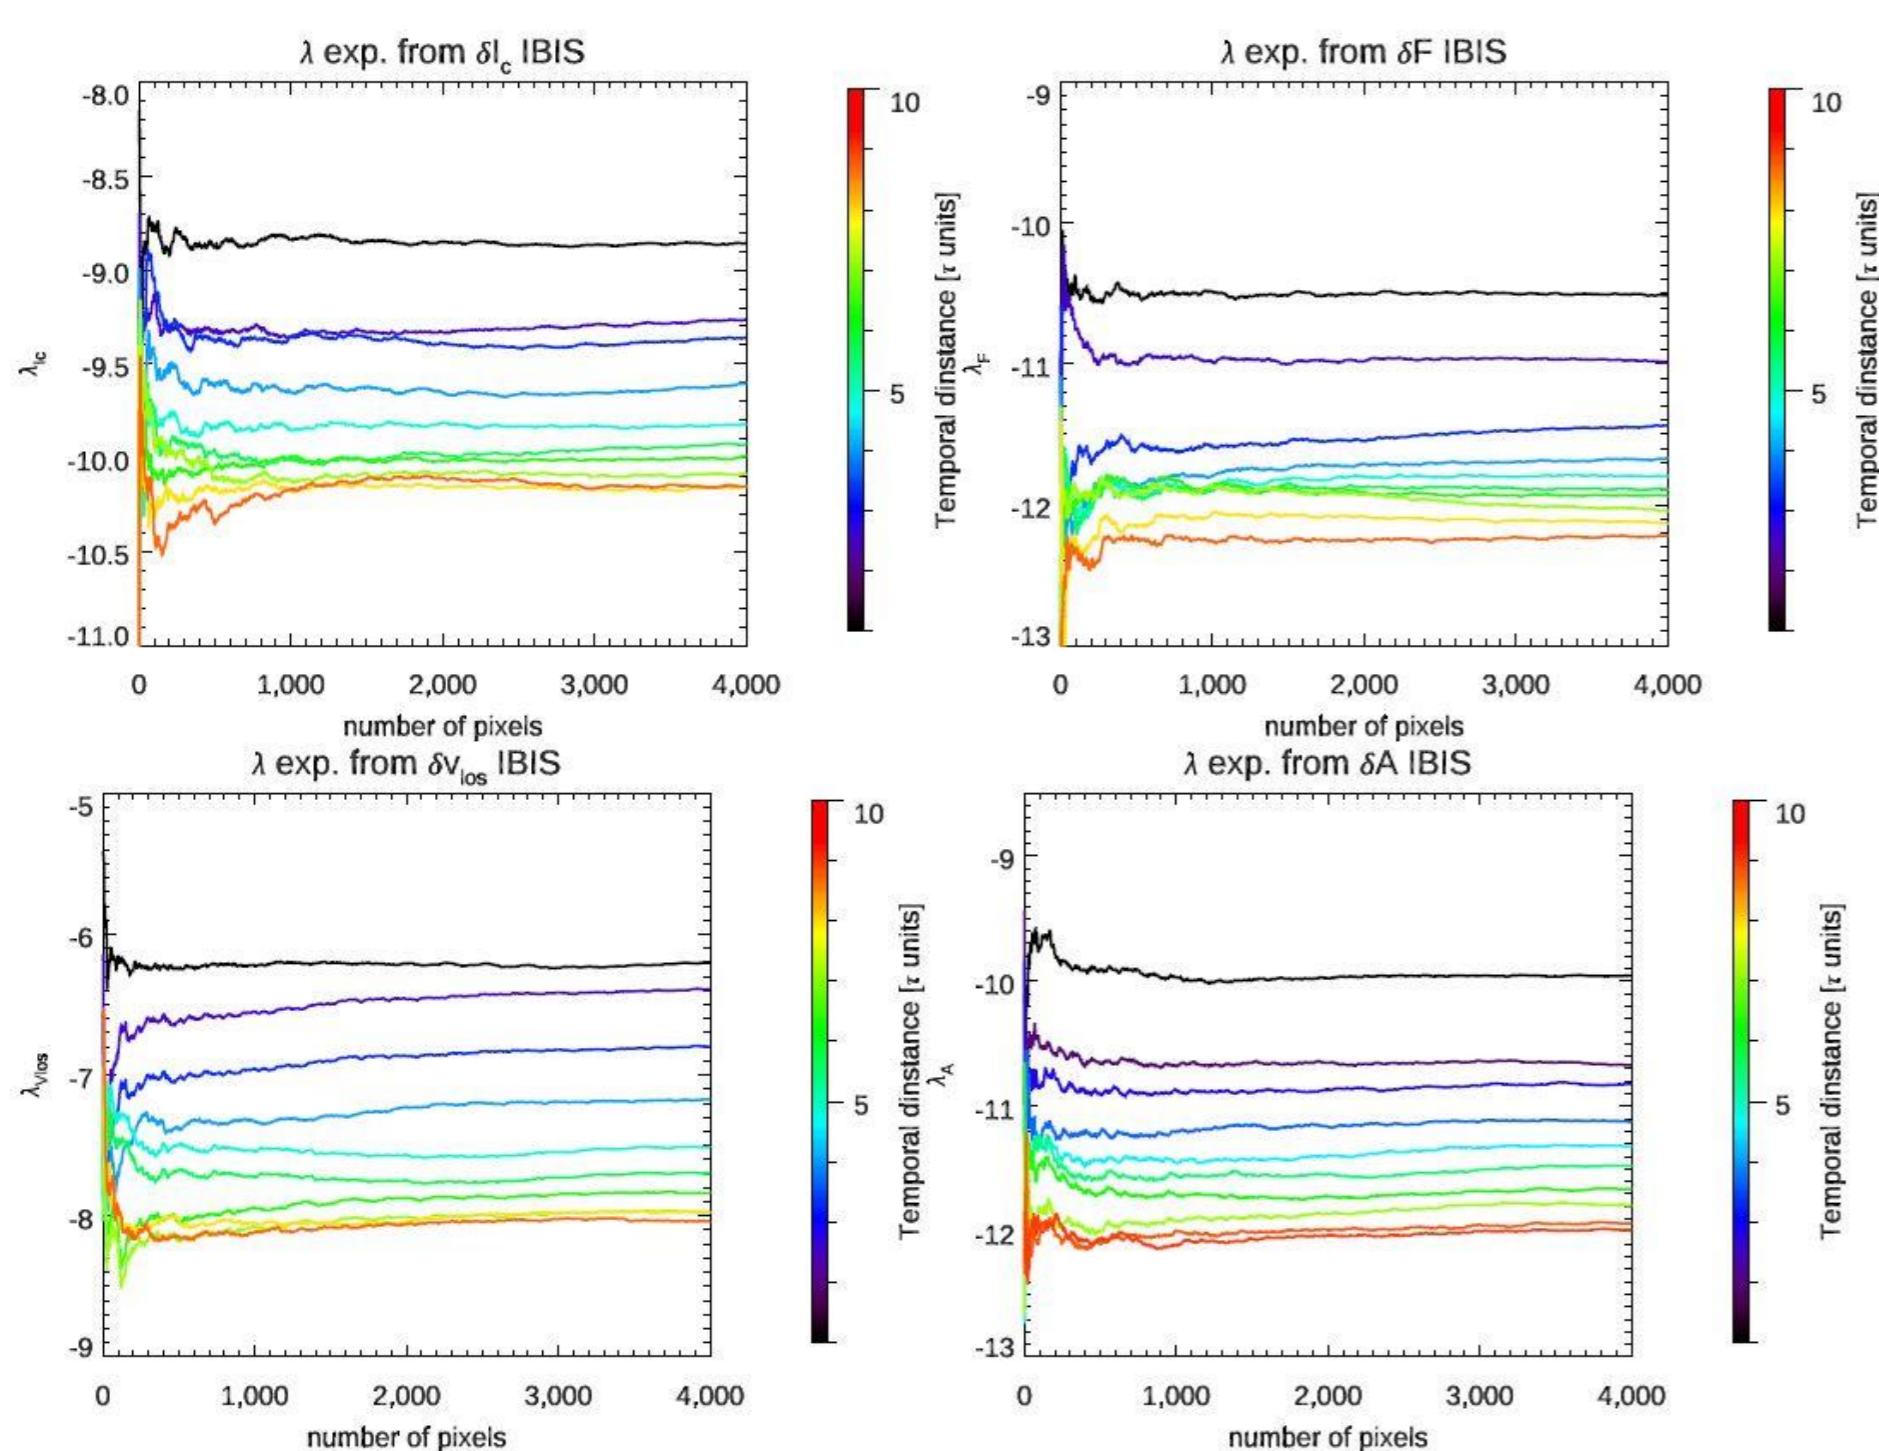 λ exp. from δI_c IBIS
-8.0
-8.5
-9.0
-9.5
-10.0
-10.5
-11.0
λ_Ic
0 1,000 2,000 3,000 4,000
number of pixels
10
5
Temporal dinstance [τ units]
λ exp. from δF IBIS
-9
-10
-11
-12
-13
λ_F
0 1,000 2,000 3,000 4,000
number of pixels
10
5
Temporal dinstance [τ units]
λ exp. from δv_los IBIS
-5
-6
-7
-8
-9
λ_Vlos
0 1,000 2,000 3,000 4,000
number of pixels
10
5
Temporal dinstance [τ units]
λ exp. from δA IBIS
-9
-10
-11
-12
-13
λ_A
0 1,000 2,000 3,000 4,000
number of pixels
10
5
Temporal dinstance [τ units]